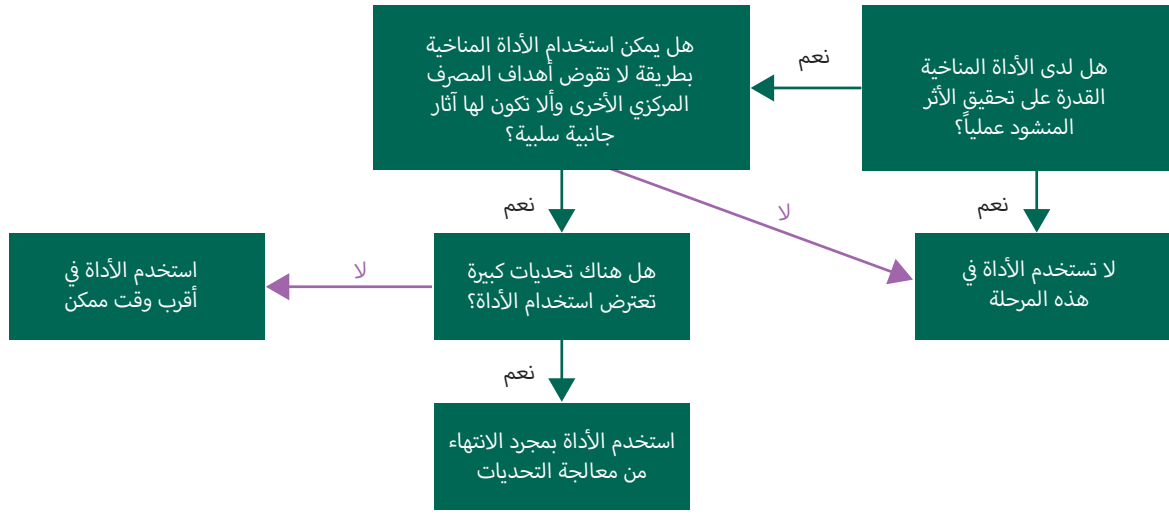 هل لدى الأداة المناخية
القدرة على تحقيق الأثر
المنشود عملياً؟
نعم
هل يمكن استخدام الأداة المناخية
بطريقة لا تقوض أهداف المصرف
المركزي الأخرى وألا تكون لها آثار
جانبية سلبية؟
نعم
لا
نعم
لا تستخدم الأداة في
هذه المرحلة
هل هناك تحديات كبيرة
تعترض استخدام الأداة؟
لا
استخدم الأداة في
أقرب وقت ممكن
نعم
استخدم الأداة بمجرد الانتهاء
من معالجة التحديات